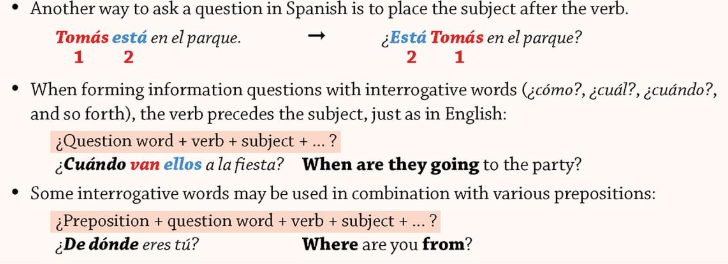 • Another way to ask a question in Spanish is to place the subject after the verb.
Tomás está en el parque. → ¿Está Tomás en el parque?
1 2 2 1
• When forming information questions with interrogative words (¿cómo?, ¿cuál?, ¿cuándo?,
and so forth), the verb precedes the subject, just as in English:
¿Question word + verb + subject + ... ?
¿Cuándo van ellos a la fiesta? When are they going to the party?
• Some interrogative words may be used in combination with various prepositions:
¿Preposition + question word + verb + subject + ... ?
¿De dónde eres tú? Where are you from?